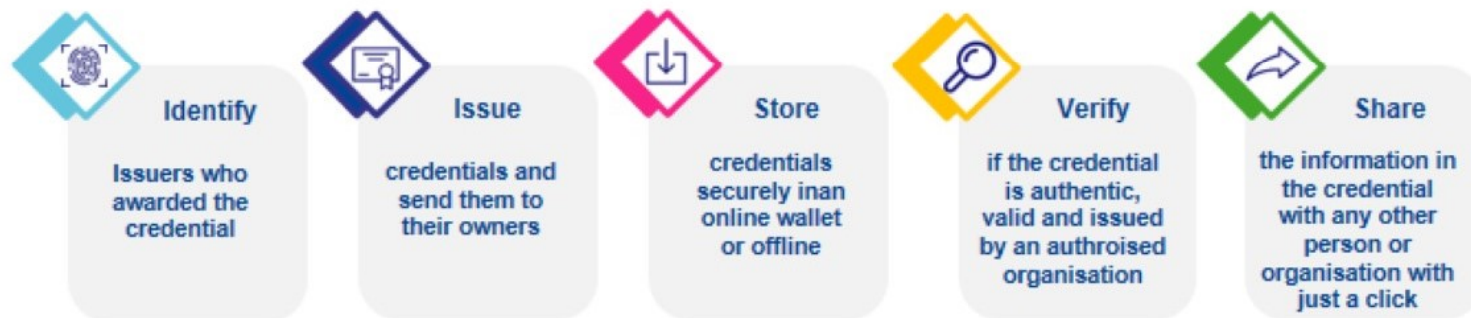 Identify
Issuers who
awarded the
credential
Issue
credentials and
send them to
their owners
Store
credentials
securely inan
online wallet
or offline
Verify
if the credential
is authentic,
valid and issued
by an authroised
organisation
Share
the information in
the credential
with any other
person or
organisation with
just a click